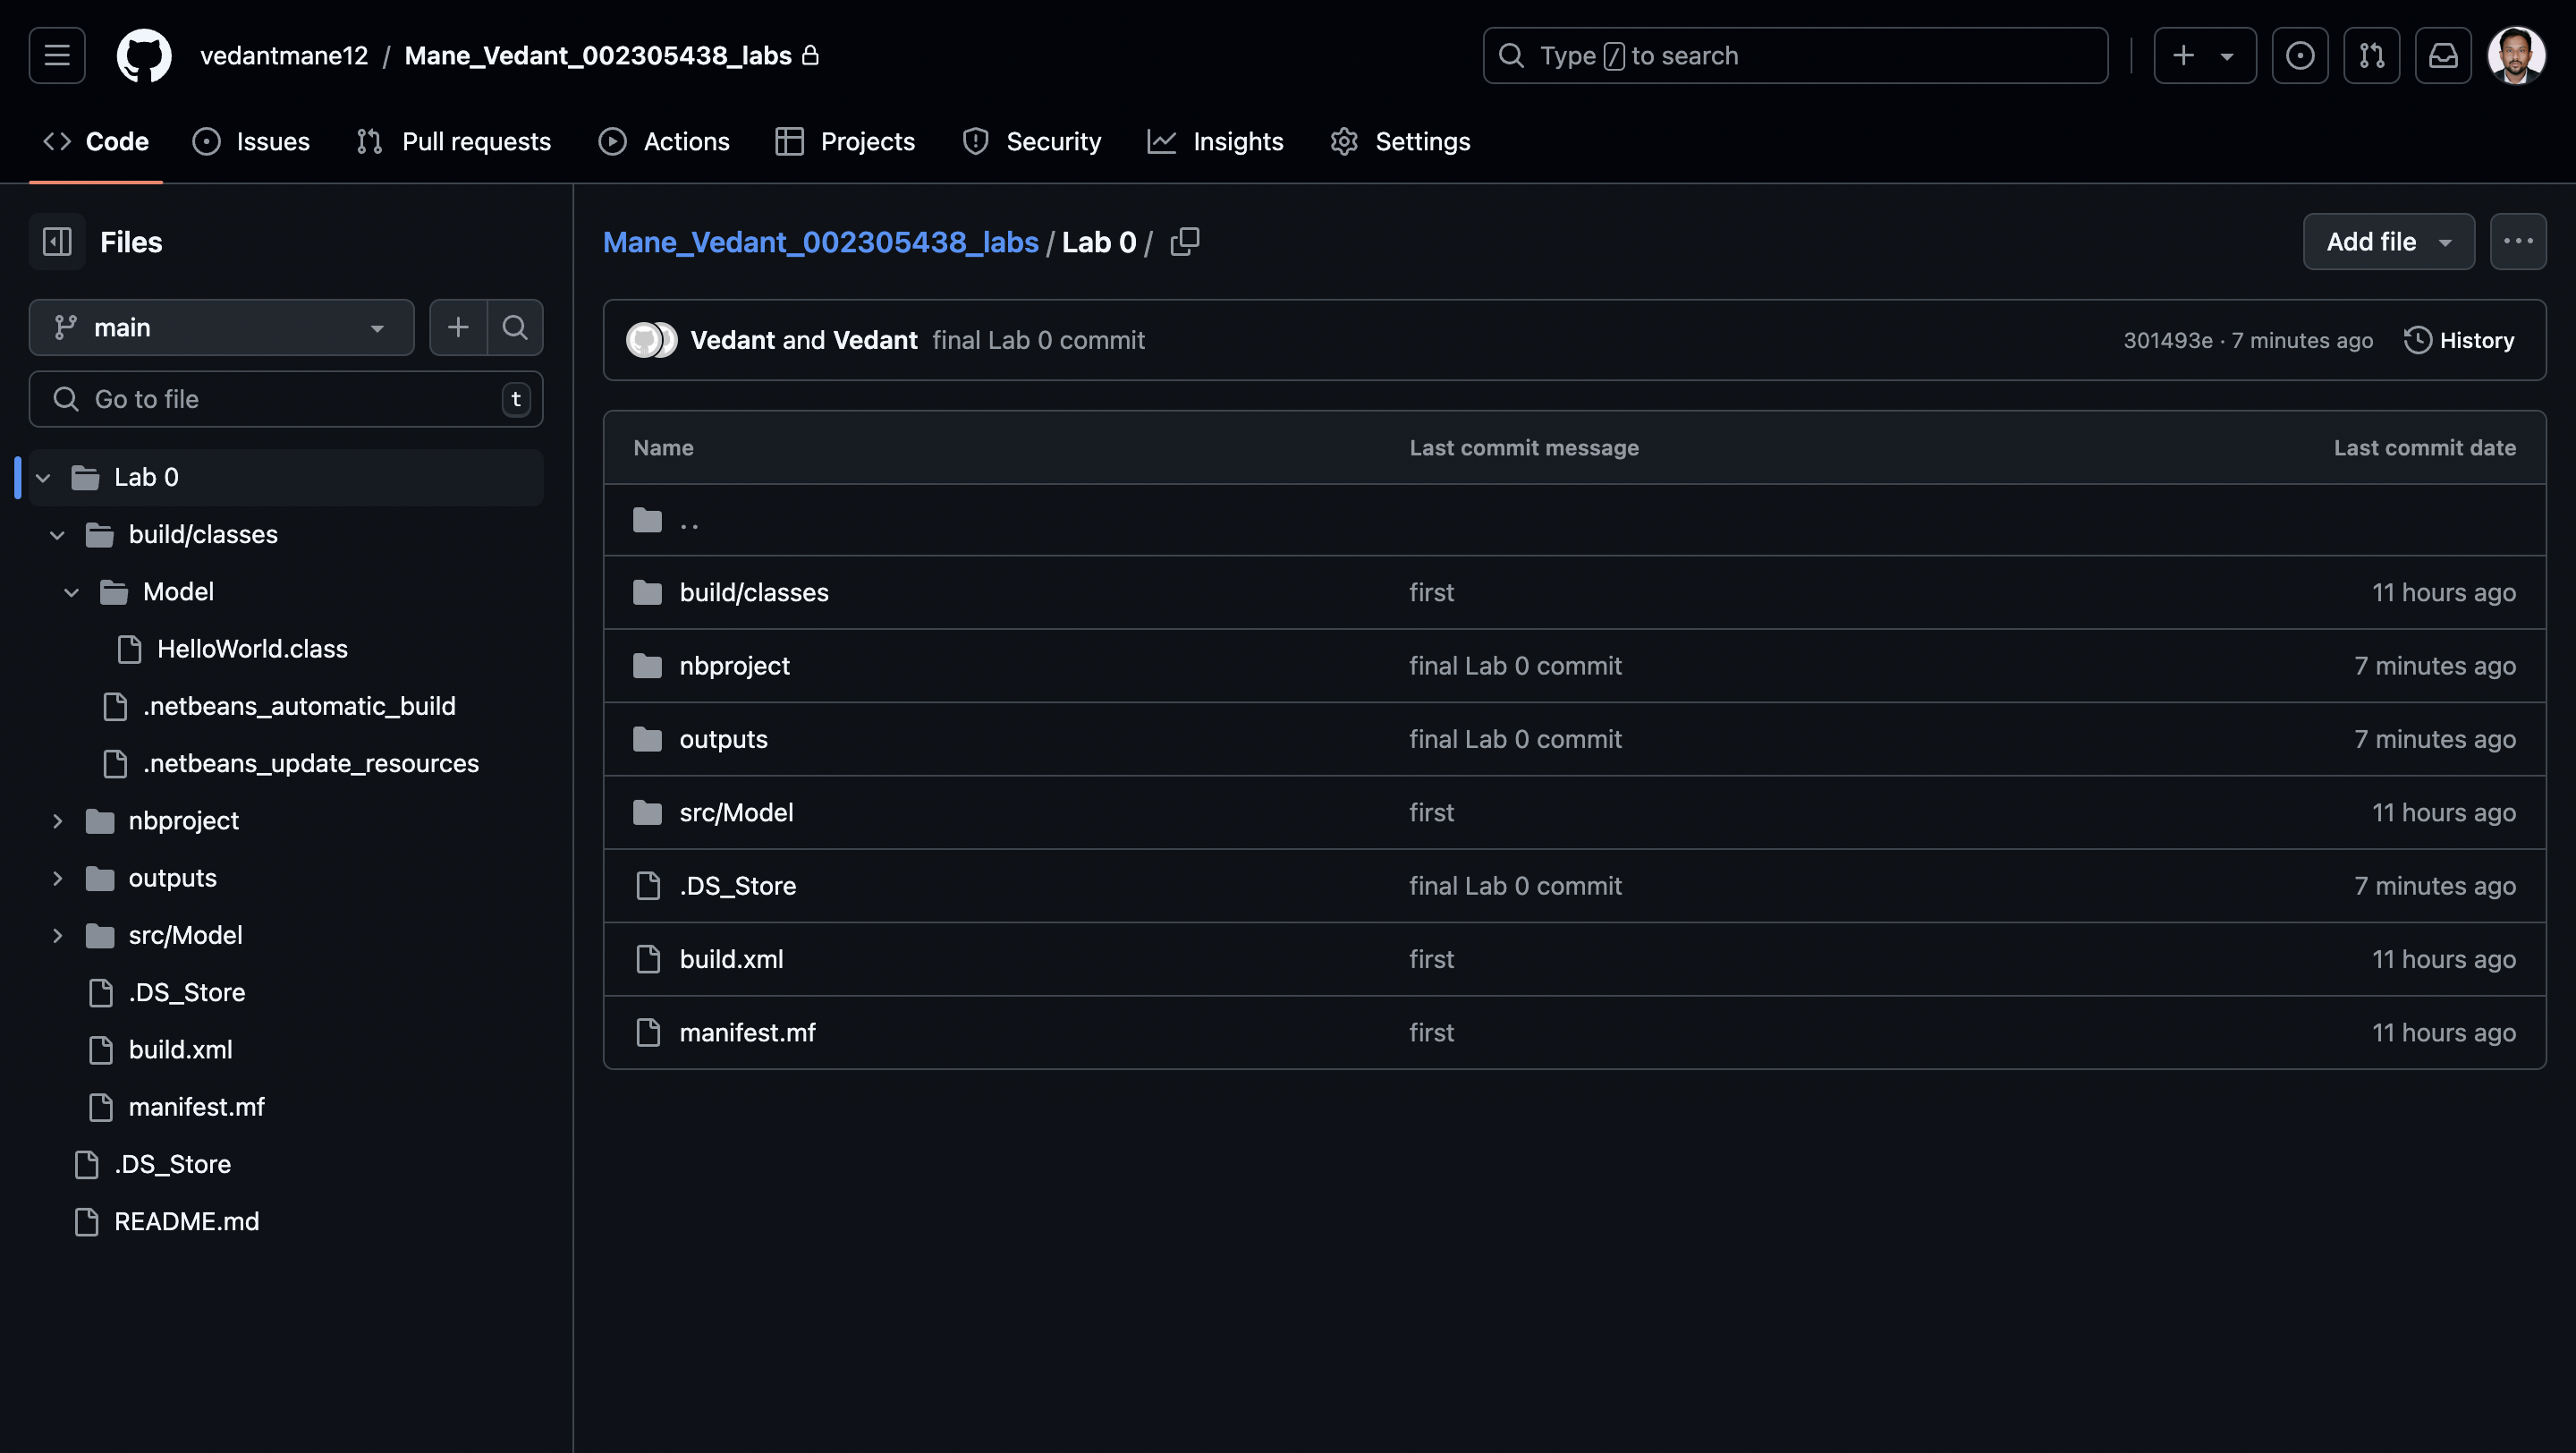 vedantmane12 / Mane_Vedant_002305438_labs
Type / to search
Code Issues Pull requests Actions Projects Security Insights Settings
Files
main
Go to file t
Lab 0
build/classes
Model
HelloWorld.class
.netbeans_automatic_build
.netbeans_update_resources
nbproject
outputs
src/Model
.DS_Store
build.xml
manifest.mf
.DS_Store
README.md
Mane_Vedant_002305438_labs / Lab 0 /
Add file
Vedant and Vedant final Lab 0 commit 301493e · 7 minutes ago History
Name Last commit message Last commit date
..
build/classes first 11 hours ago
nbproject final Lab 0 commit 7 minutes ago
outputs final Lab 0 commit 7 minutes ago
src/Model first 11 hours ago
.DS_Store final Lab 0 commit 7 minutes ago
build.xml first 11 hours ago
manifest.mf first 11 hours ago